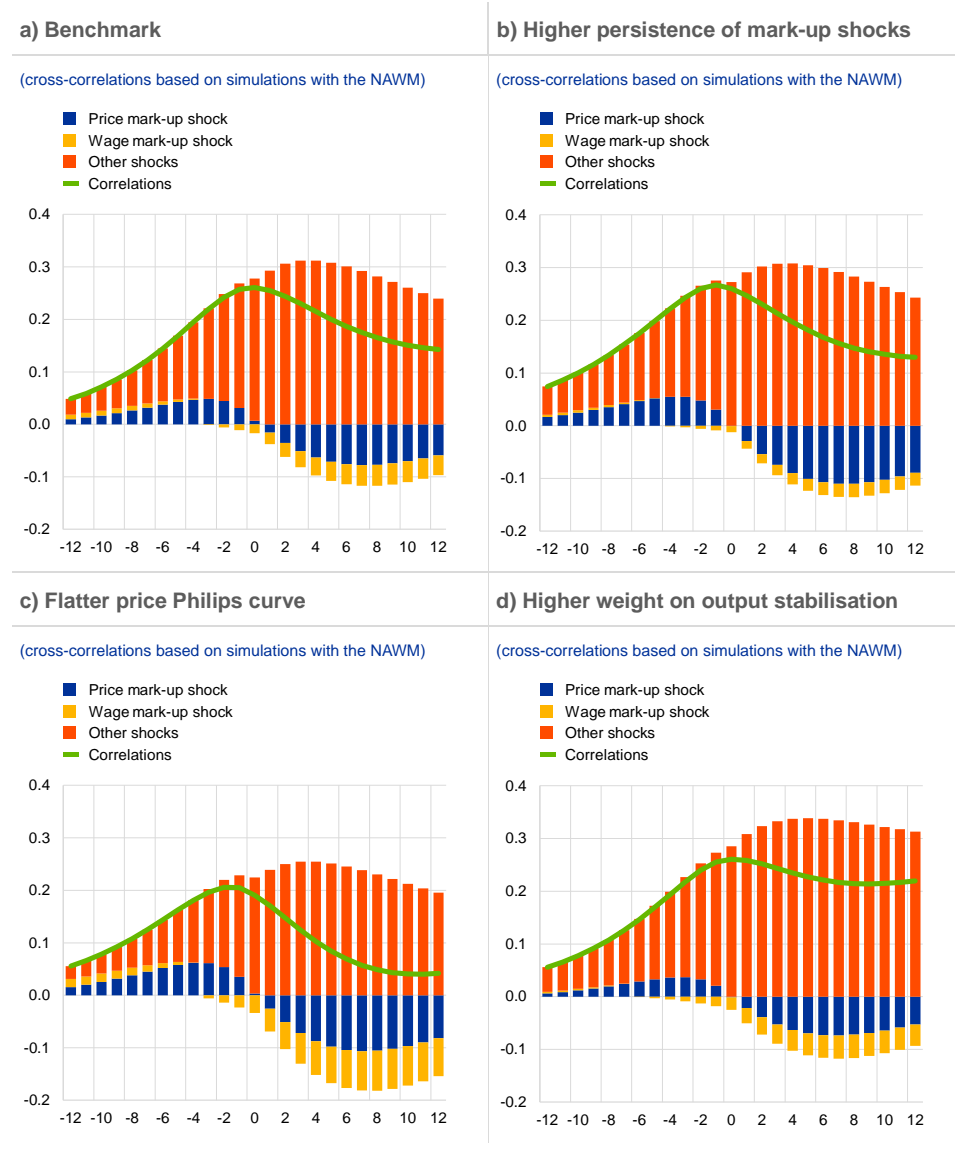 a) Benchmark
(cross-correlations based on simulations with the NAWM)
Price mark-up shock
Wage mark-up shock
Other shocks
Correlations
0.4
0.3
0.2
0.1
0.0
-0.1
-0.2
-12 -10 -8 -6 -4 -2 0 2 4 6 8 10 12
b) Higher persistence of mark-up shocks
(cross-correlations based on simulations with the NAWM)
Price mark-up shock
Wage mark-up shock
Other shocks
Correlations
0.4
0.3
0.2
0.1
0.0
-0.1
-0.2
-12 -10 -8 -6 -4 -2 0 2 4 6 8 10 12
c) Flatter price Philips curve
(cross-correlations based on simulations with the NAWM)
Price mark-up shock
Wage mark-up shock
Other shocks
Correlations
0.4
0.3
0.2
0.1
0.0
-0.1
-0.2
-12 -10 -8 -6 -4 -2 0 2 4 6 8 10 12
d) Higher weight on output stabilisation
(cross-correlations based on simulations with the NAWM)
Price mark-up shock
Wage mark-up shock
Other shocks
Correlations
0.4
0.3
0.2
0.1
0.0
-0.1
-0.2
-12 -10 -8 -6 -4 -2 0 2 4 6 8 10 12